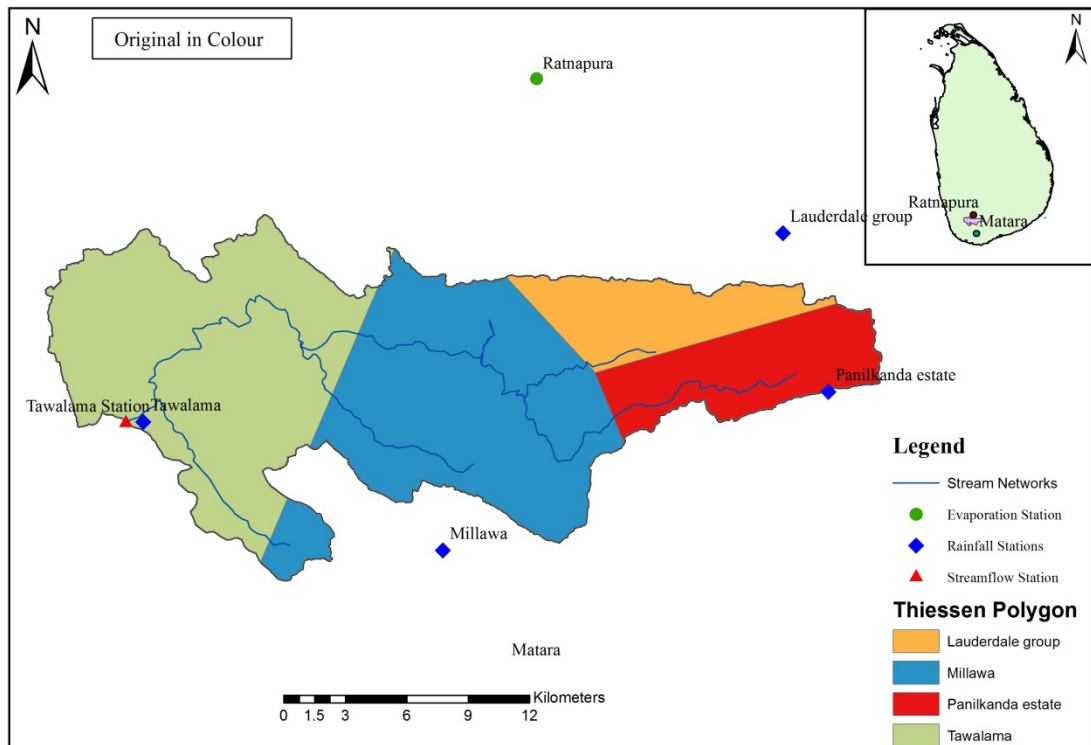 N
Original in Colour
Ratnapura
N
Ratnapura
Matara
Lauderdale group
Panilkanda estate
Tawalama Station
Tawalama
Millawa
Matara
Kilometers
0 1.5 3 6 9 12
Legend
Stream Networks
Evaporation Station
Rainfall Stations
Streamflow Station
Thiessen Polygon
Lauderdale group
Millawa
Panilkanda estate
Tawalama